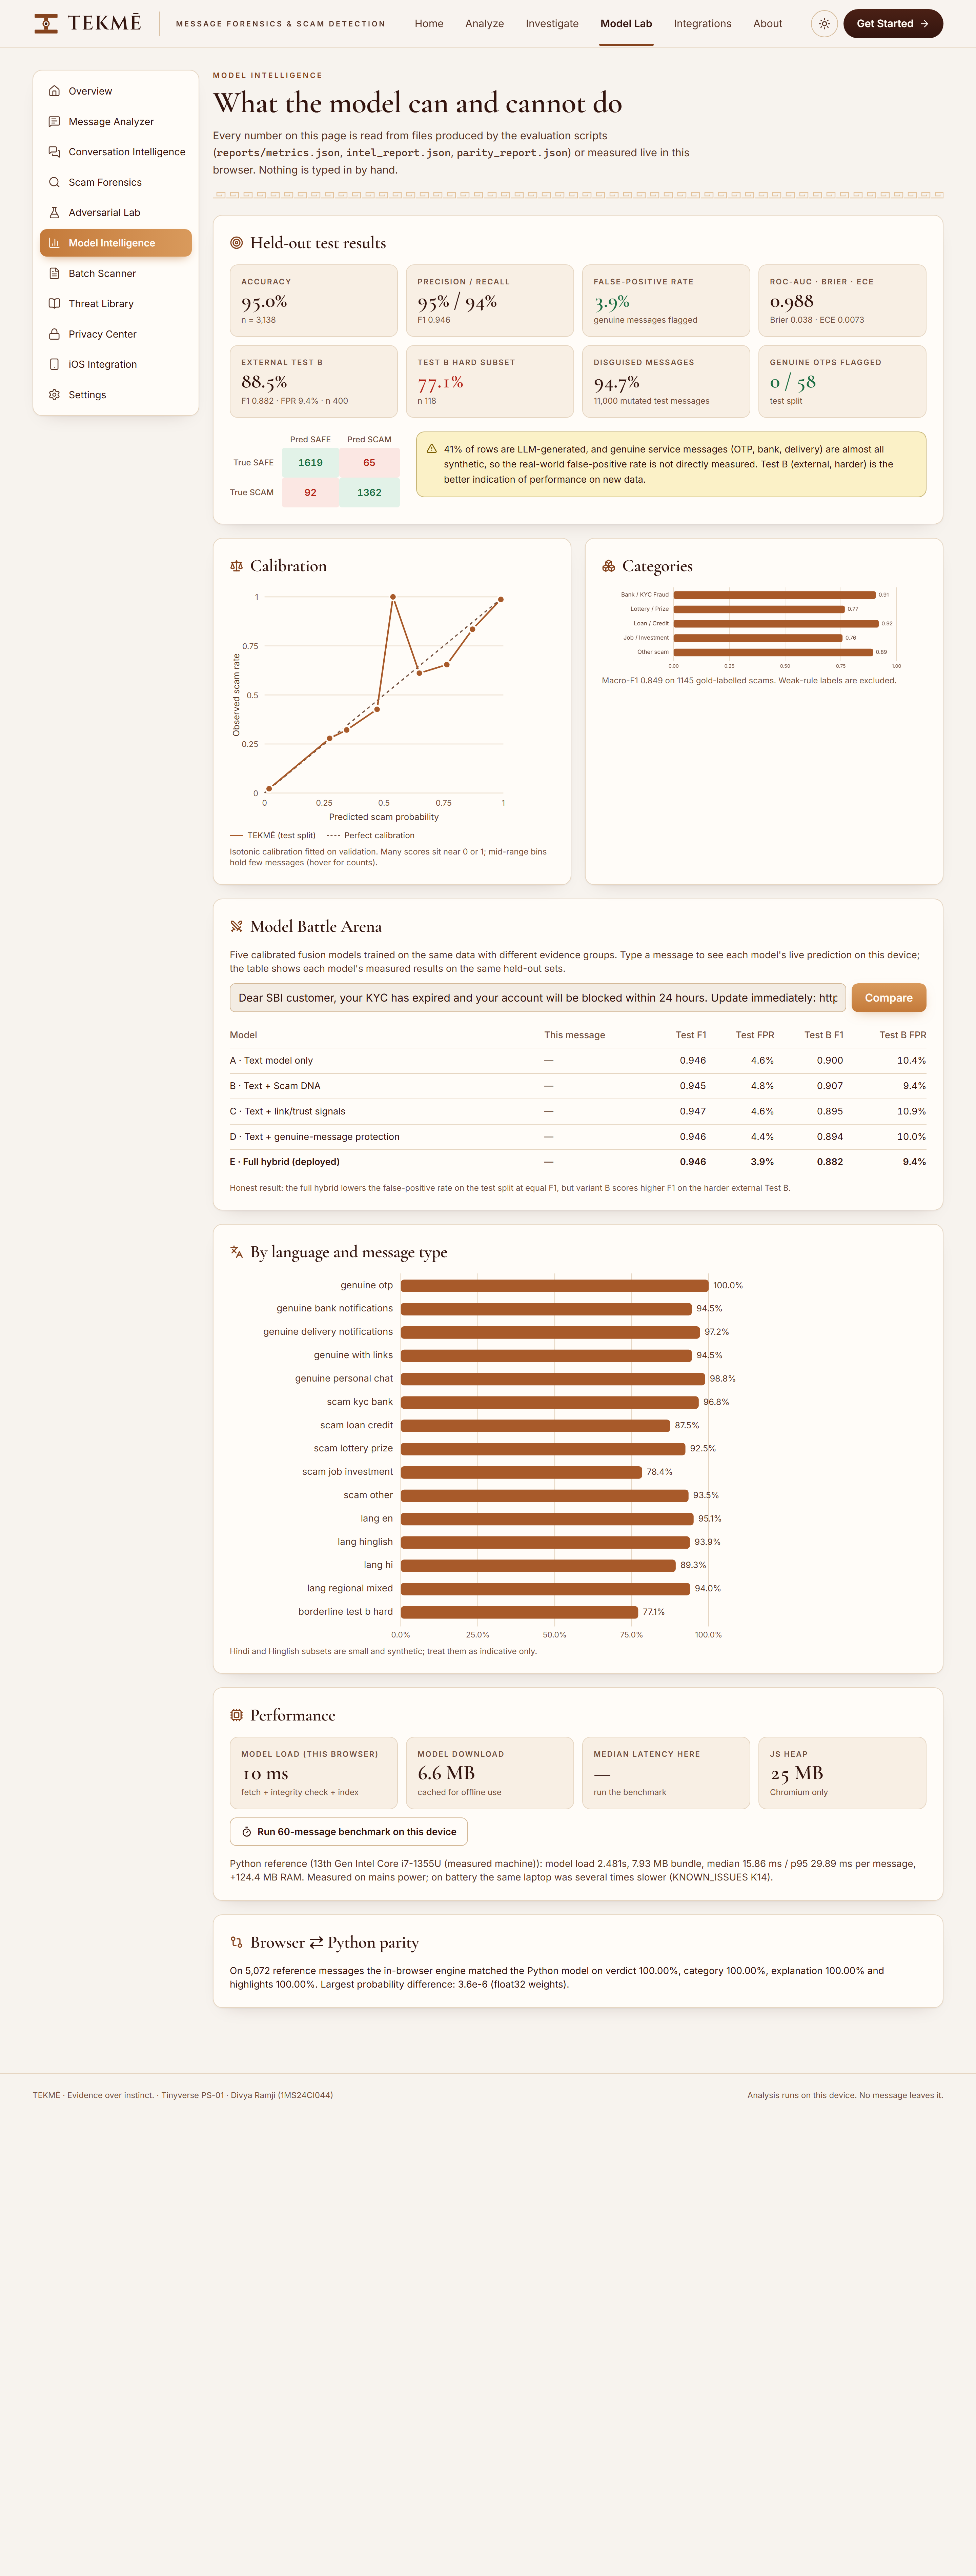 TEKMĒ
MESSAGE FORENSICS & SCAM DETECTION
Home
Analyze
Investigate
Model Lab
Integrations
About
Get Started →
Overview
Message Analyzer
Conversation Intelligence
Scam Forensics
Adversarial Lab
Model Intelligence
Batch Scanner
Threat Library
Privacy Center
iOS Integration
Settings
MODEL INTELLIGENCE
What the model can and cannot do
Every number on this page is read from files produced by the evaluation scripts
(reports/metrics.json, intel_report.json, parity_report.json) or measured live in this
browser. Nothing is typed in by hand.
Held-out test results
ACCURACY
95.0%
n = 3,138
PRECISION / RECALL
95% / 94%
F1 0.946
FALSE-POSITIVE RATE
3.9%
genuine messages flagged
ROC-AUC · BRIER · ECE
0.988
Brier 0.038 · ECE 0.0073
EXTERNAL TEST B
88.5%
F1 0.882 · FPR 9.4% · n 400
TEST B HARD SUBSET
77.1%
n 118
DISGUISED MESSAGES
94.7%
11,000 mutated test messages
GENUINE OTPS FLAGGED
0 / 58
test split
Pred SAFE Pred SCAM
True SAFE 1619 65
True SCAM 92 1362
41% of rows are LLM-generated, and genuine service messages (OTP, bank, delivery) are almost all
synthetic, so the real-world false-positive rate is not directly measured. Test B (external, harder) is the
better indication of performance on new data.
Calibration
Observed scam rate
1
0.75
0.5
0.25
0
0 0.25 0.5 0.75 1
Predicted scam probability
TEKMĒ (test split) Perfect calibration
Isotonic calibration fitted on validation. Many scores sit near 0 or 1; mid-range bins
hold few messages (hover for counts).
Categories
Bank / KYC Fraud 0.91
Lottery / Prize 0.77
Loan / Credit 0.92
Job / Investment 0.76
Other scam 0.89
0.00 0.25 0.50 0.75 1.00
Macro-F1 0.849 on 1145 gold-labelled scams. Weak-rule labels are excluded.
Model Battle Arena
Five calibrated fusion models trained on the same data with different evidence groups. Type a message to see each model's live prediction on this device;
the table shows each model's measured results on the same held-out sets.
Dear SBI customer, your KYC has expired and your account will be blocked within 24 hours. Update immediately: http
Compare
Model This message Test F1 Test FPR Test B F1 Test B FPR
A · Text model only — 0.946 4.6% 0.900 10.4%
B · Text + Scam DNA — 0.945 4.8% 0.907 9.4%
C · Text + link/trust signals — 0.947 4.6% 0.895 10.9%
D · Text + genuine-message protection — 0.946 4.4% 0.894 10.0%
E · Full hybrid (deployed) — 0.946 3.9% 0.882 9.4%
Honest result: the full hybrid lowers the false-positive rate on the test split at equal F1, but variant B scores higher F1 on the harder external Test B.
By language and message type
genuine otp 100.0%
genuine bank notifications 94.5%
genuine delivery notifications 97.2%
genuine with links 94.5%
genuine personal chat 98.8%
scam kyc bank 96.8%
scam loan credit 87.5%
scam lottery prize 92.5%
scam job investment 78.4%
scam other 93.5%
lang en 95.1%
lang hinglish 93.9%
lang hi 89.3%
lang regional mixed 94.0%
borderline test b hard 77.1%
0.0% 25.0% 50.0% 75.0% 100.0%
Hindi and Hinglish subsets are small and synthetic; treat them as indicative only.
Performance
MODEL LOAD (THIS BROWSER)
10 ms
fetch + integrity check + index
MODEL DOWNLOAD
6.6 MB
cached for offline use
MEDIAN LATENCY HERE
—
run the benchmark
JS HEAP
25 MB
Chromium only
Run 60-message benchmark on this device
Python reference (13th Gen Intel Core i7-1355U (measured machine)): model load 2.481s, 7.93 MB bundle, median 15.86 ms / p95 29.89 ms per message,
+124.4 MB RAM. Measured on mains power; on battery the same laptop was several times slower (KNOWN_ISSUES K14).
Browser ⇄ Python parity
On 5,072 reference messages the in-browser engine matched the Python model on verdict 100.00%, category 100.00%, explanation 100.00% and
highlights 100.00%. Largest probability difference: 3.6e-6 (float32 weights).
TEKMĒ · Evidence over instinct. · Tinyverse PS-01 · Divya Ramji (1MS24CI044)
Analysis runs on this device. No message leaves it.